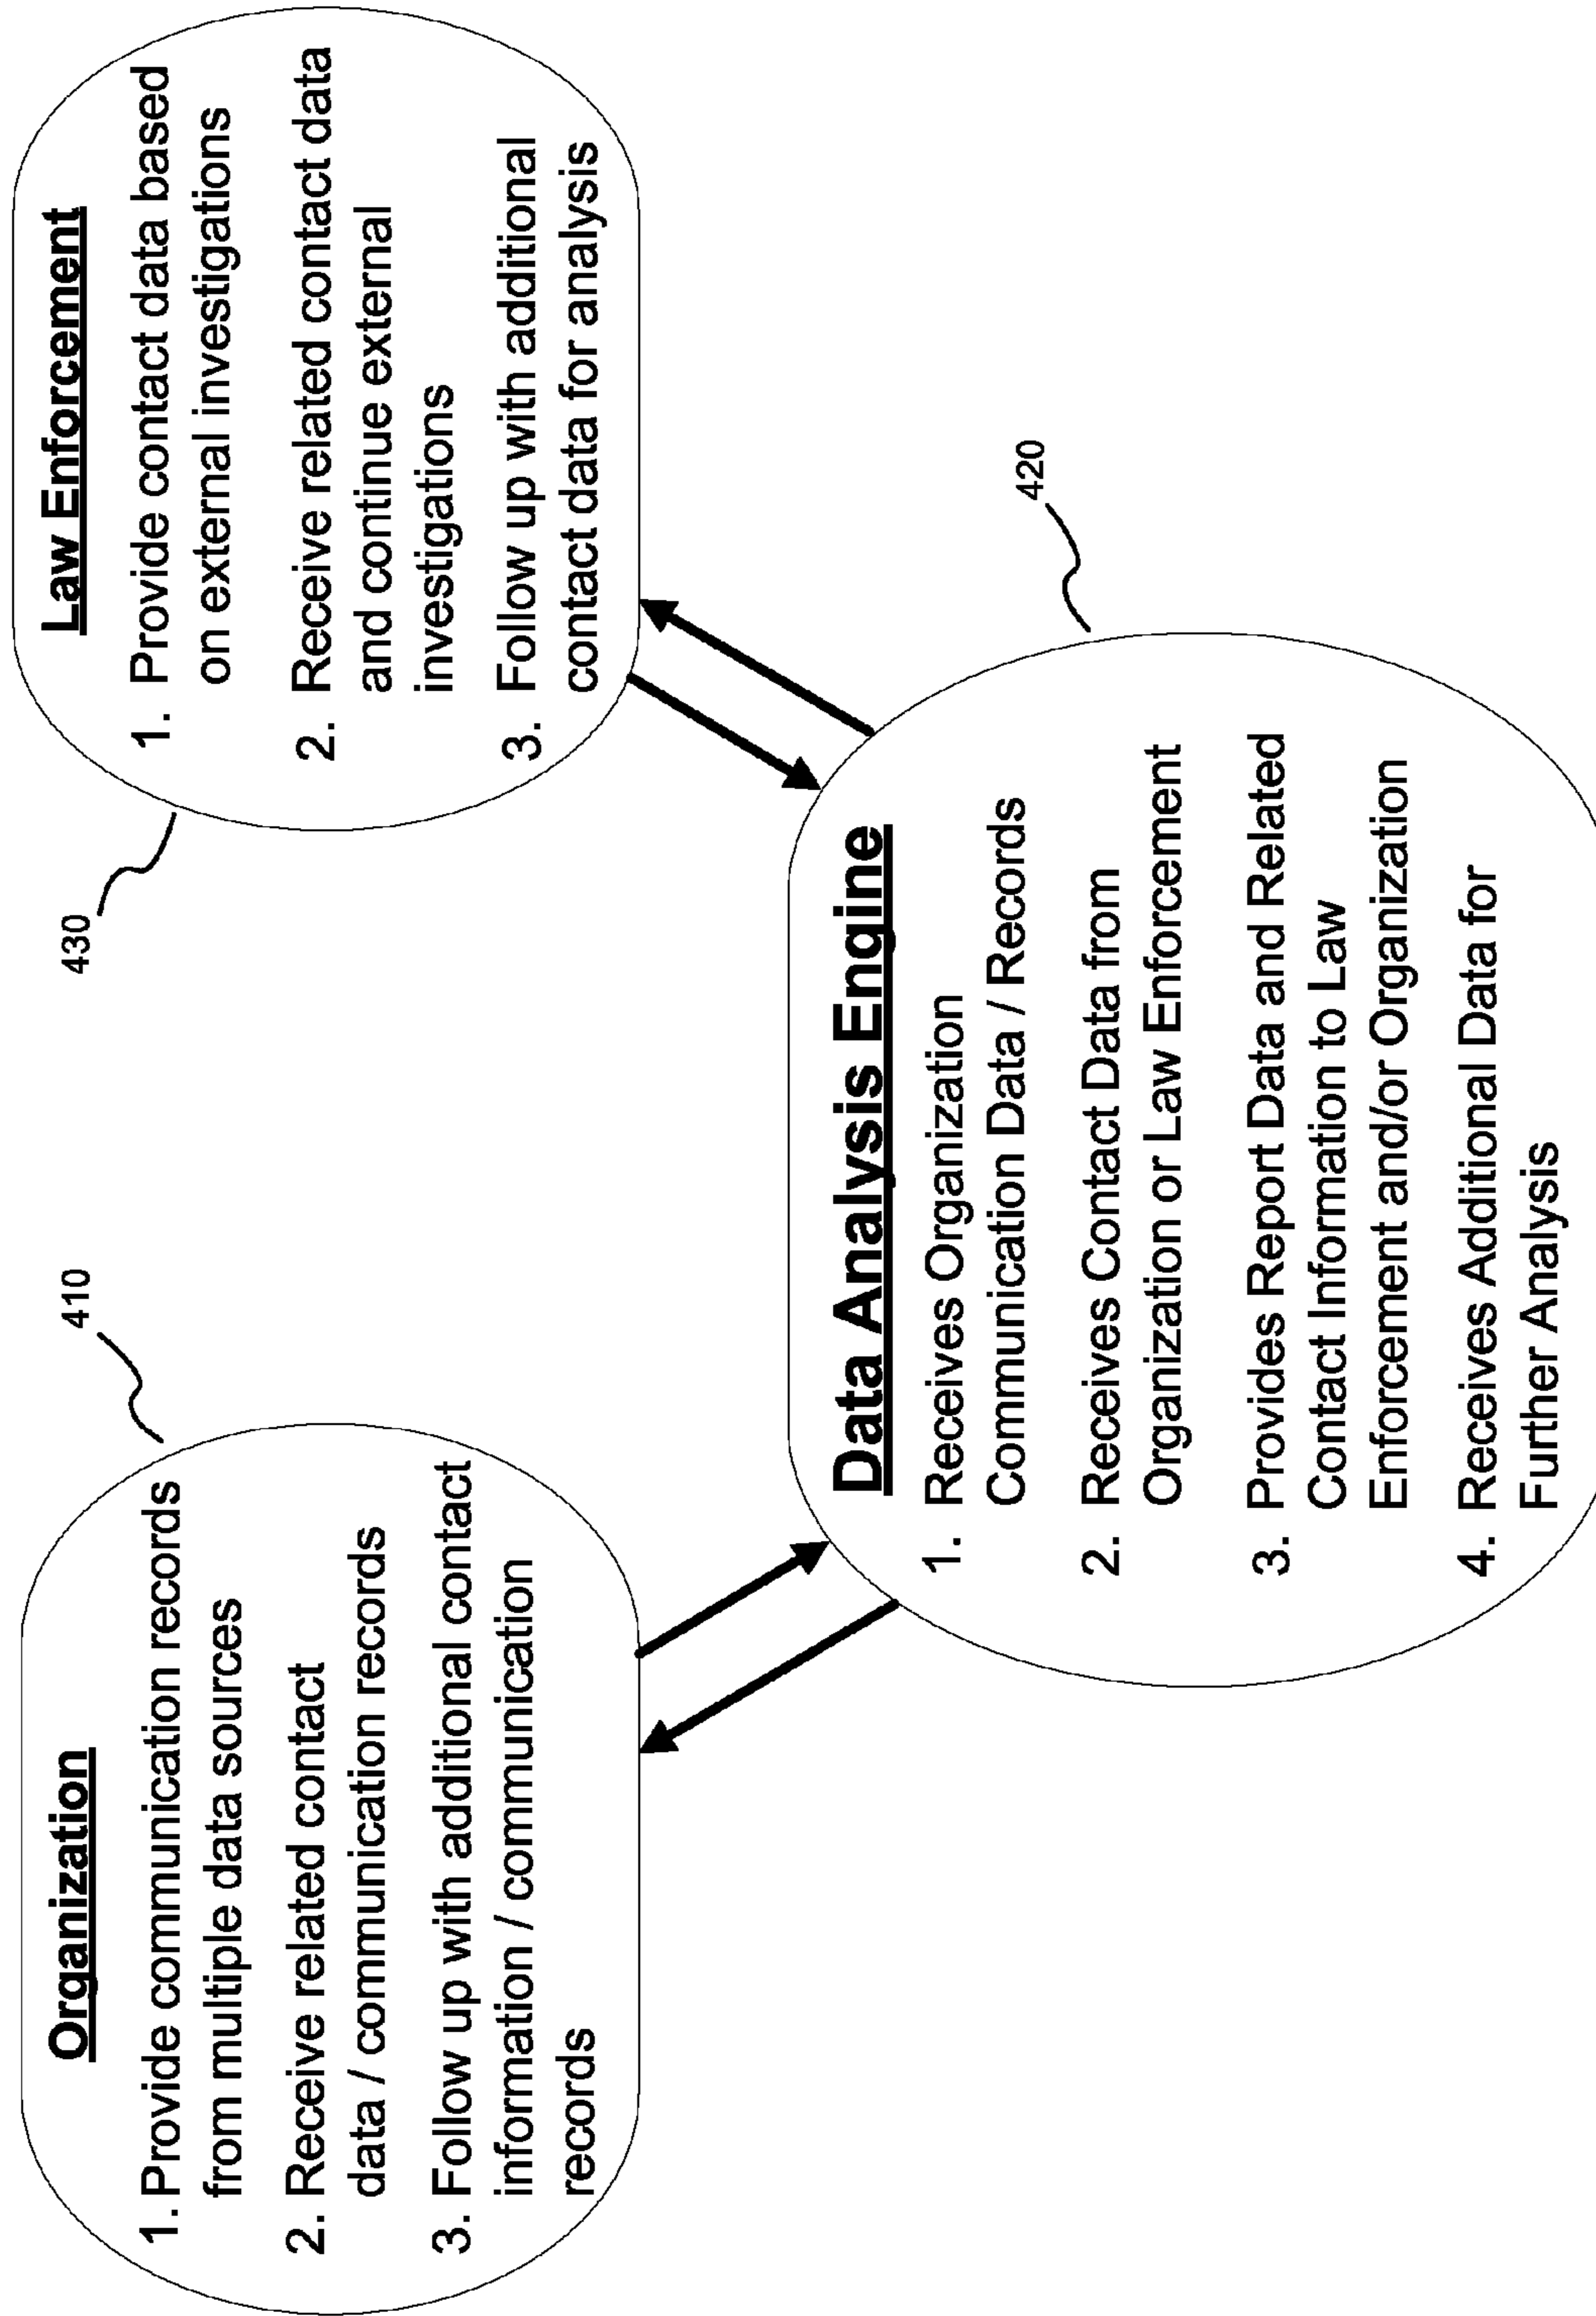 Organization
1. Provide communication records
from multiple data sources
2. Receive related contact
data / communication records
3. Follow up with additional contact
information / communication
records
410
Law Enforcement
1. Provide contact data based
on external investigations
2. Receive related contact data
and continue external
investigations
3. Follow up with additional
contact data for analysis
430
Data Analysis Engine
1. Receives Organization
Communication Data / Records
2. Receives Contact Data from
Organization or Law Enforcement
3. Provides Report Data and Related
Contact Information to Law
Enforcement and/or Organization
4. Receives Additional Data for
Further Analysis
420